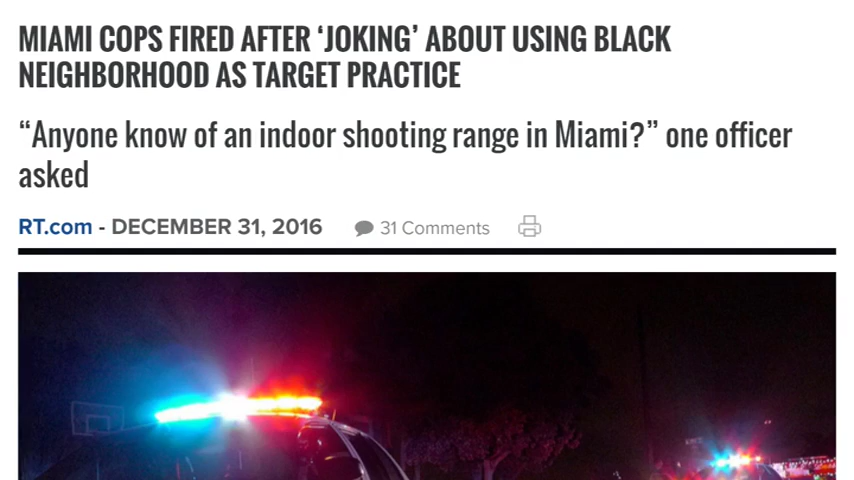 MIAMI COPS FIRED AFTER ‘JOKING’ ABOUT USING BLACK
NEIGHBORHOOD AS TARGET PRACTICE
“Anyone know of an indoor shooting range in Miami?” one officer
asked
RT.com - DECEMBER 31, 2016 31 Comments